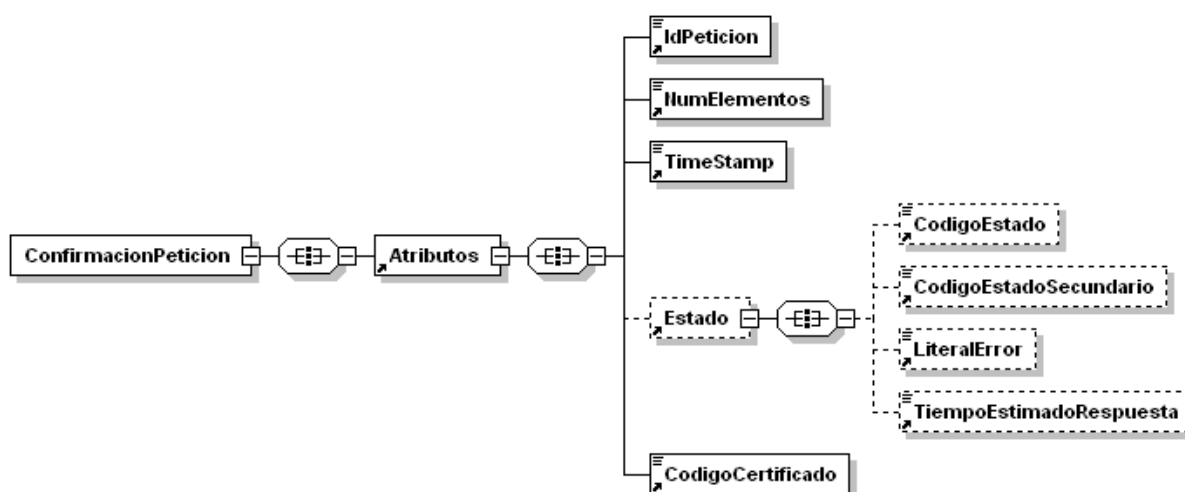 IdPeticion
NumElementos
TimeStamp
ConfirmacionPeticion
Atributos
Estado
CodigoEstado
CodigoEstadoSecundario
LiteralError
TiempoEstimadoRespuesta
CodigoCertificado